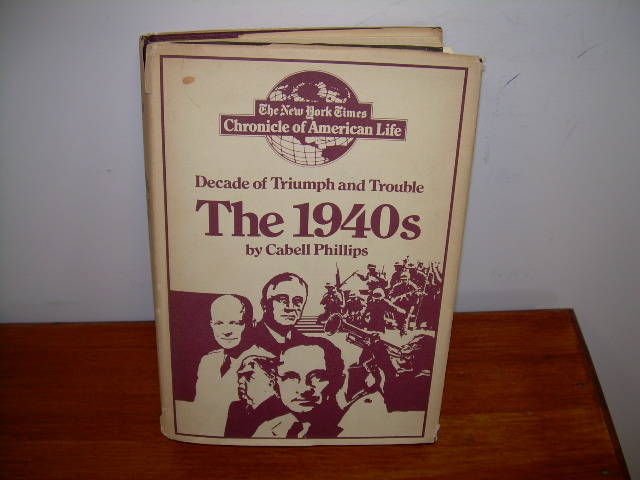 The New York Times
Chronicle of American Life
Decade of Triumph and Trouble
The 1940s
by Cabell Phillips